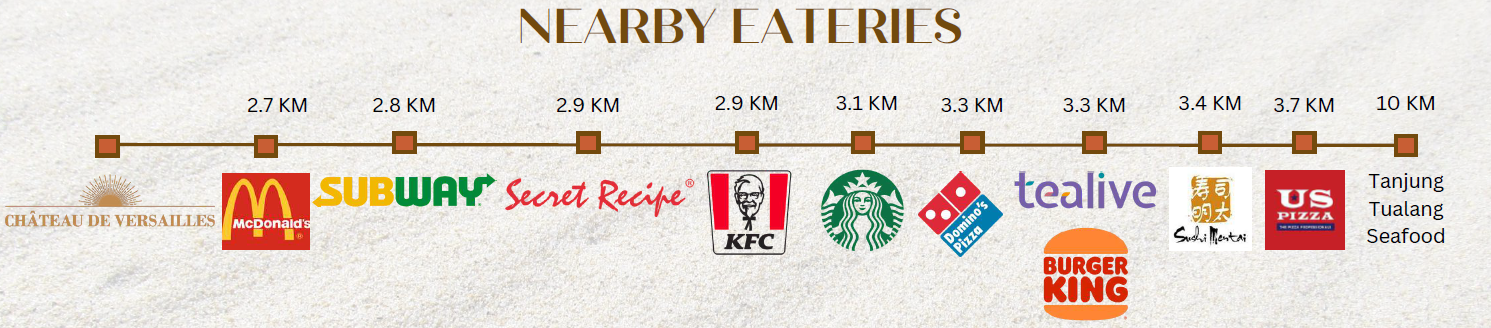 NEARBY EATERIES
2.7 KM
2.8 KM
2.9 KM
2.9 KM
3.1 KM
3.3 KM
3.3 KM
3.4 KM
3.7 KM
10 KM
CHÂTEAU DE VERSAILLES
McDonald's
®
SUBWAY
Secret Recipe®
KFC
Domino's
Pizza
tealive
BURGER
KING
寿司
明太
Sushi Mentai
US
PIZZA
Tanjung
Tualang
Seafood